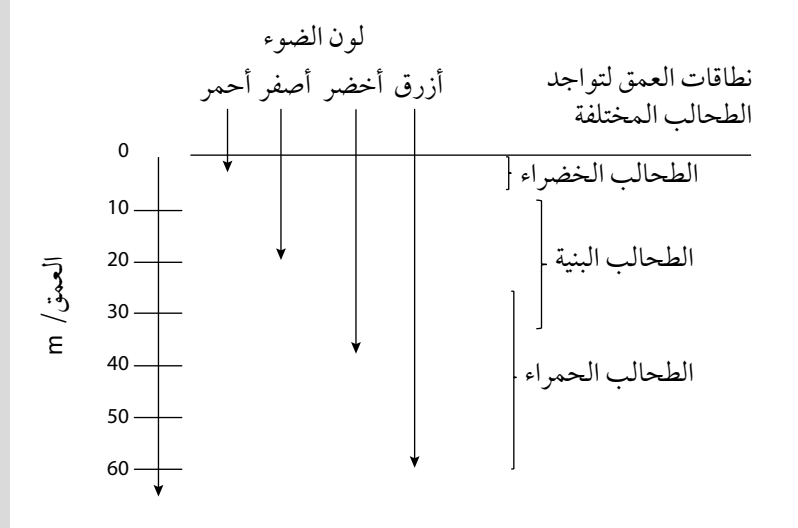 لون الضوء
أحمر أصفر أخضر أزرق
نطاقات العمق لتواجد
الطحالب المختلفة
0
10
20
30
40
50
60
العمق/ m
الطحالب الخضراء
الطحالب البنية
الطحالب الحمراء